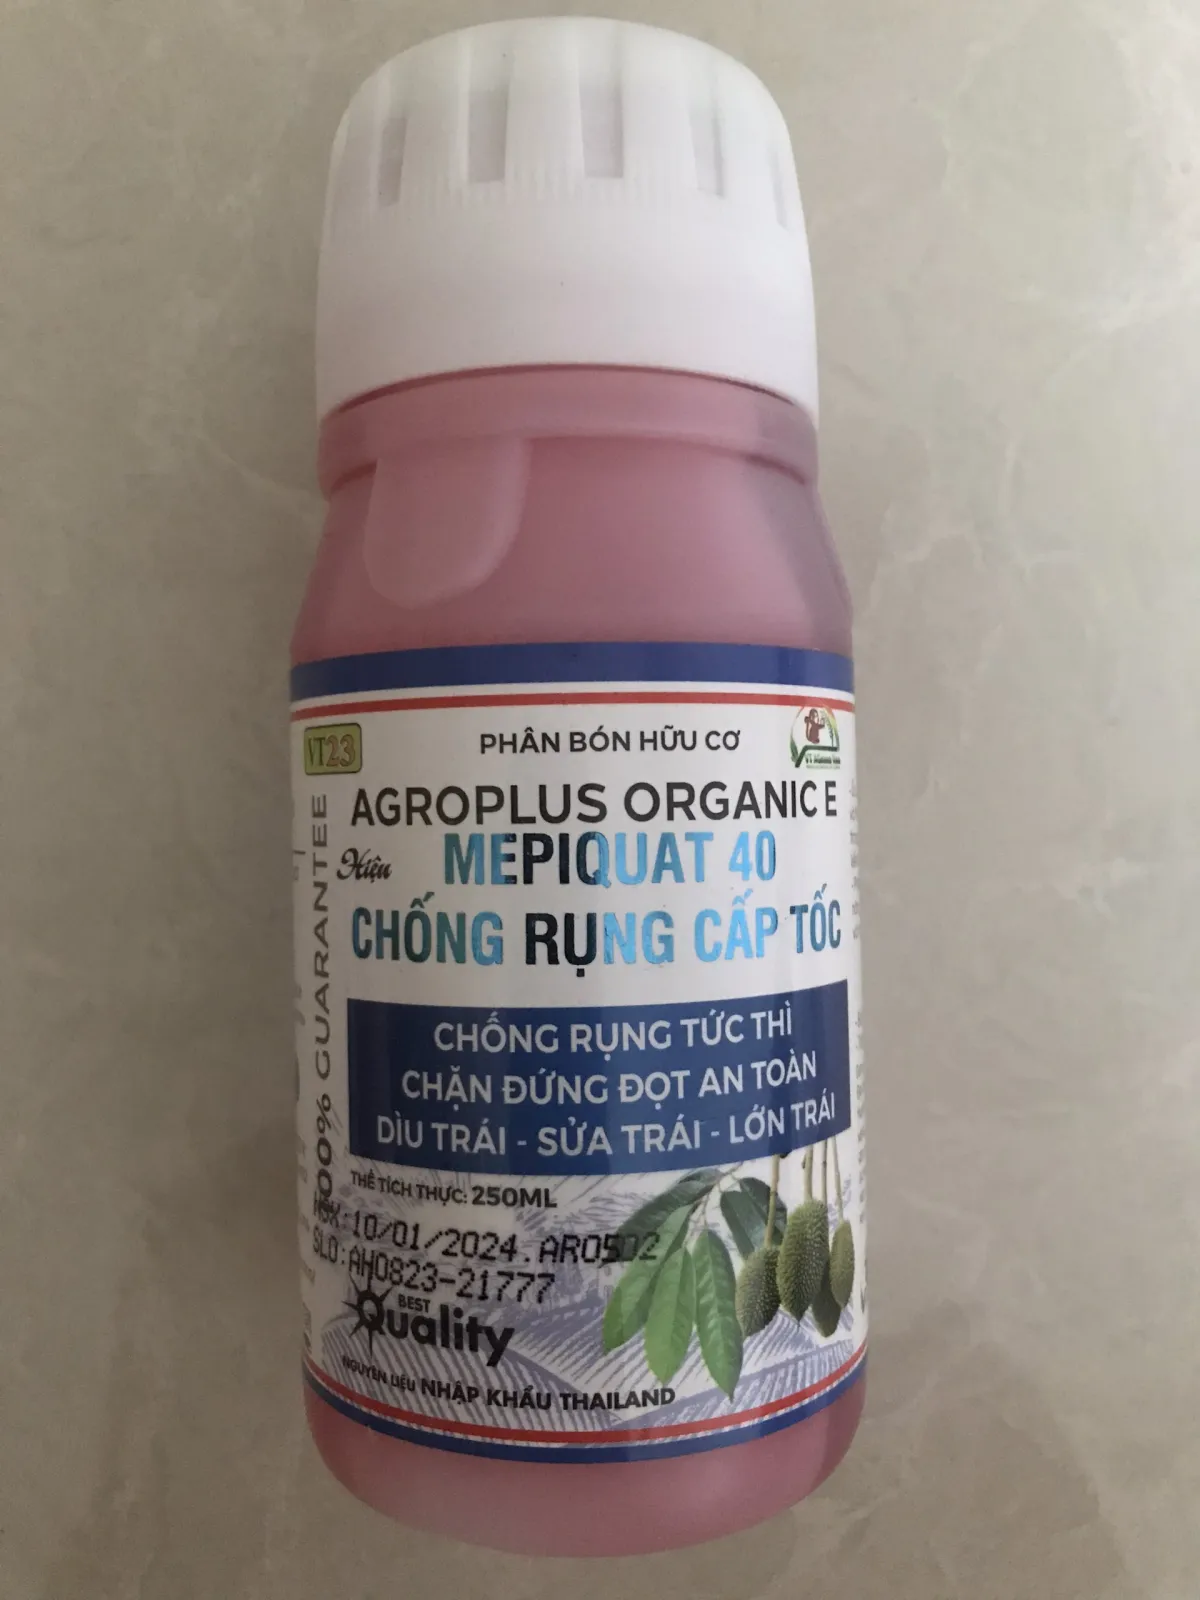 VT23
PHÂN BÓN HỮU CƠ
AGROPLUS ORGANIC E
Hiệu MEPIQUAT 40
CHỐNG RỤNG CẤP TỐC
100% GUARANTEE
CHỐNG RỤNG TỨC THÌ
CHẶN ĐỨNG ĐỌT AN TOÀN
DÌU TRÁI - SỬA TRÁI - LỚN TRÁI
THỂ TÍCH THỰC: 250ML
NSX:10/01/2024.AR0502
SLO:AH0823-21777
BEST
Quality
NGUYÊN LIỆU NHẬP KHẨU THAILAND